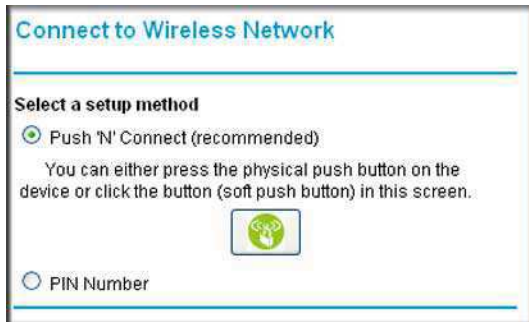 Connect to Wireless Network
Select a setup method
Push 'N' Connect (recommended)
You can either press the physical push button on the
device or click the button (soft push button) in this screen.
PIN Number